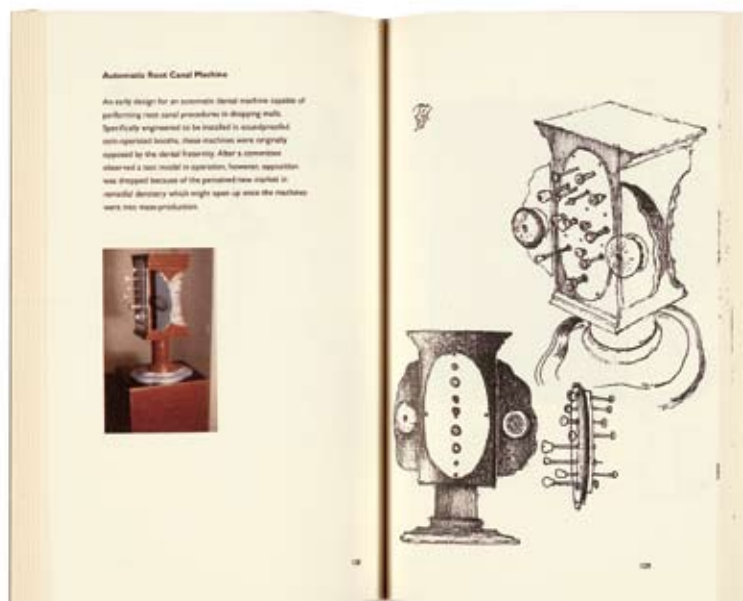 Automatic Root Canal Machine
An early design for an automatic dental machine capable of
performing root canal procedures in shopping malls.
Specifically engineered to be installed in soundproofed
coin-operated booths, these machines were originally
opposed by the dental fraternity. After a committee
observed a test model in operation, however, opposition
was dropped because of the perceived new market in
remedial dentistry which might open up once the machines
were into mass-production.